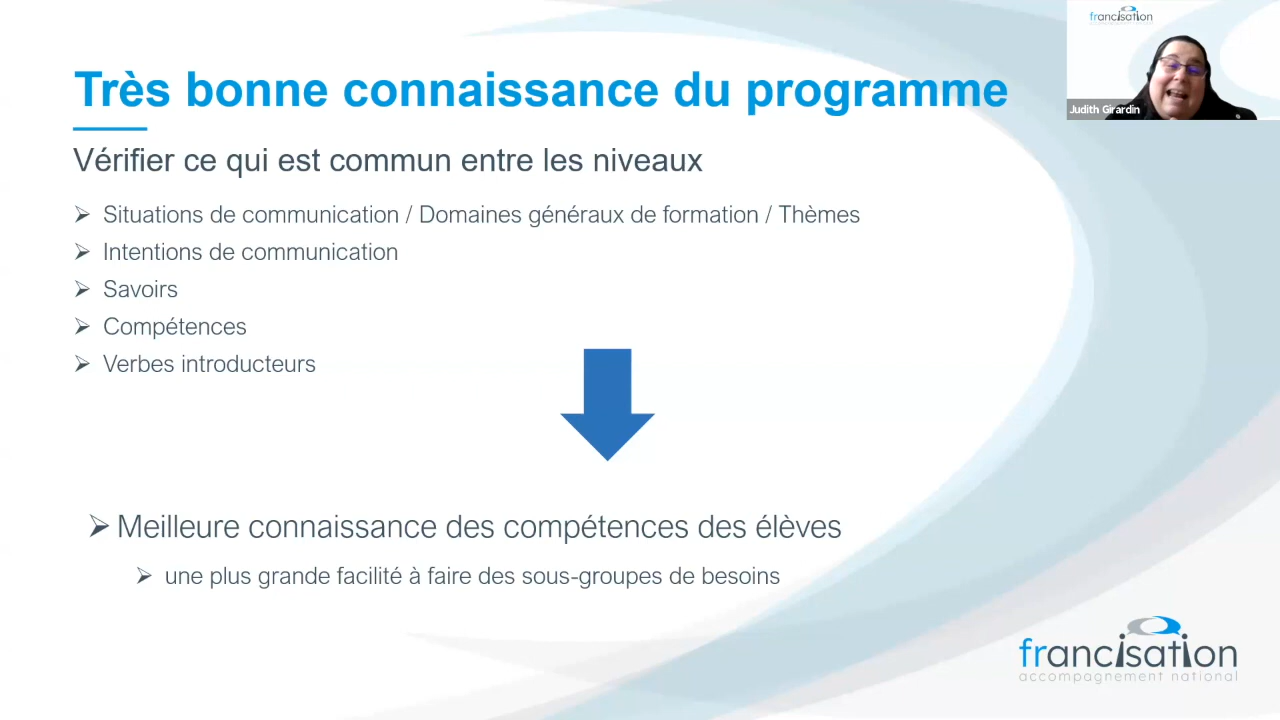 francisation
Judith Girardin
Très bonne connaissance du programme
Vérifier ce qui est commun entre les niveaux
Situations de communication / Domaines généraux de formation / Thèmes
Intentions de communication
Savoirs
Compétences
Verbes introducteurs
Meilleure connaissance des compétences des élèves
une plus grande facilité à faire des sous-groupes de besoins
francisation
accompagnement national